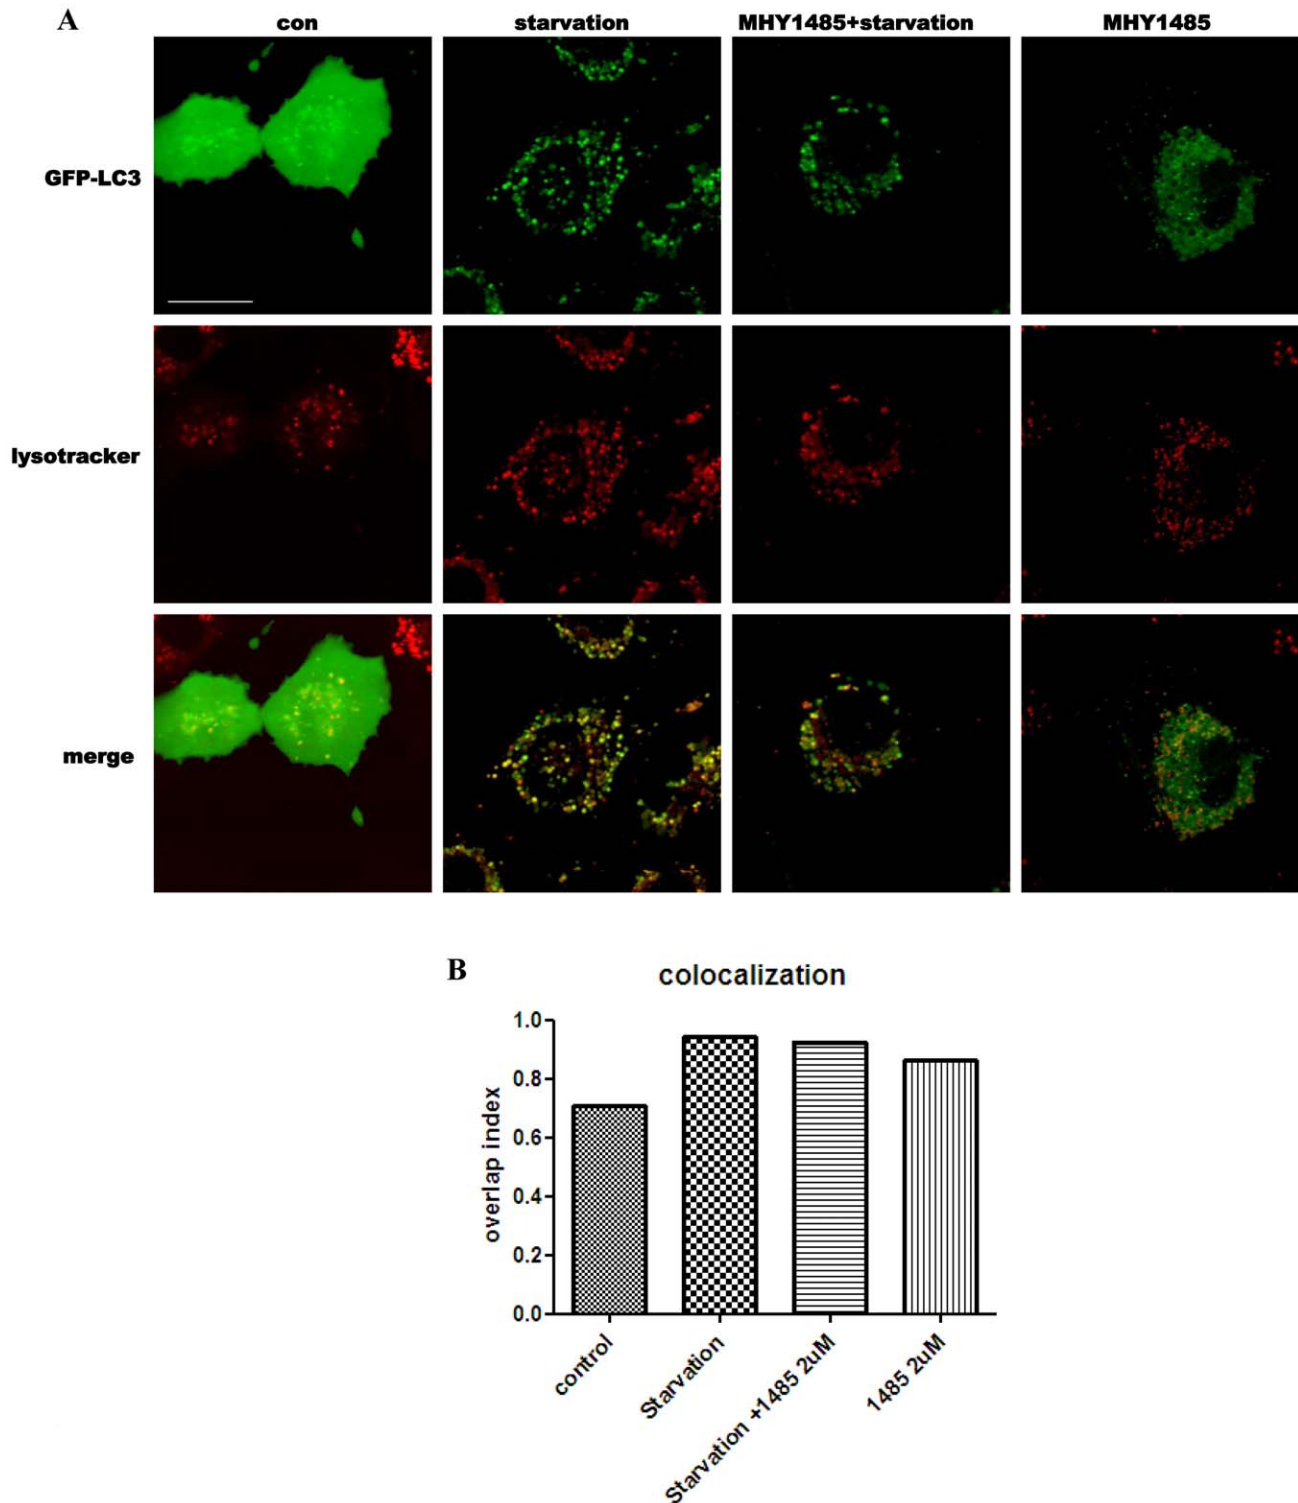 A
con starvation MHY1485+starvation MHY1485
GFP-LC3
lysotracker
merge
B
colocalization
overlap index
1.0
0.8
0.6
0.4
0.2
0.0
control
Starvation
Starvation +1485 2uM
1485 2uM